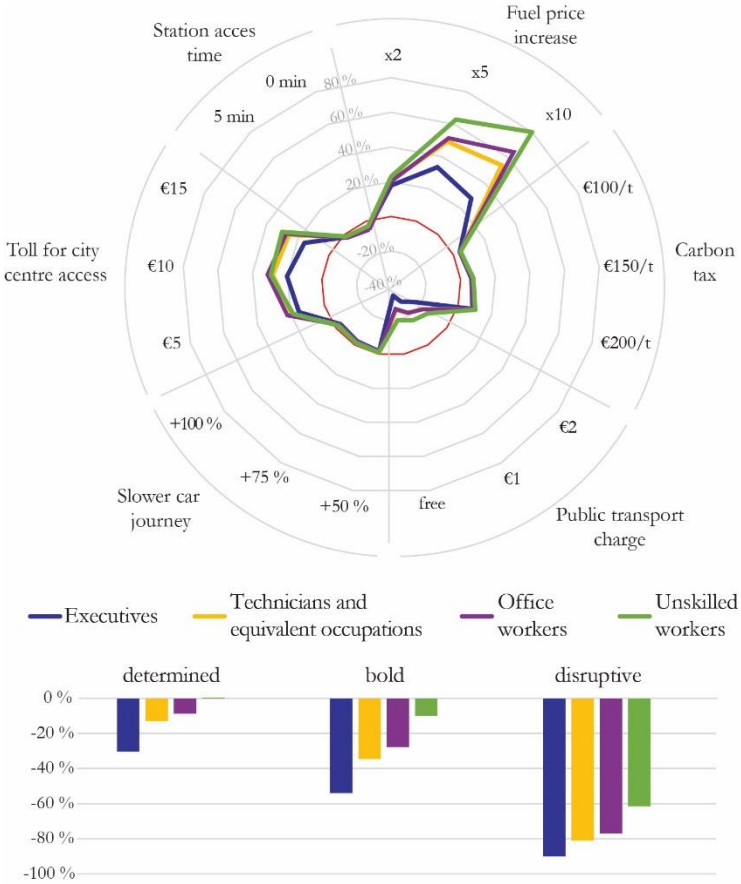 Fuel price
increase
Station acces
time
x2
0 min
x5
80 %
5 min
x10
60 %
€15
40 %
€100/t
20 %
Toll for city
centre access
€10
-20 %
€150/t
Carbon
tax
-40 %
€5
€200/t
+100 %
€2
+75 %
€1
Slower car
journey
+50 %
free
Public transport
charge
Executives
Technicians and
equivalent occupations
Office
workers
Unskilled
workers
determined
bold
disruptive
0 %
-20 %
-40 %
-60 %
-80 %
-100 %